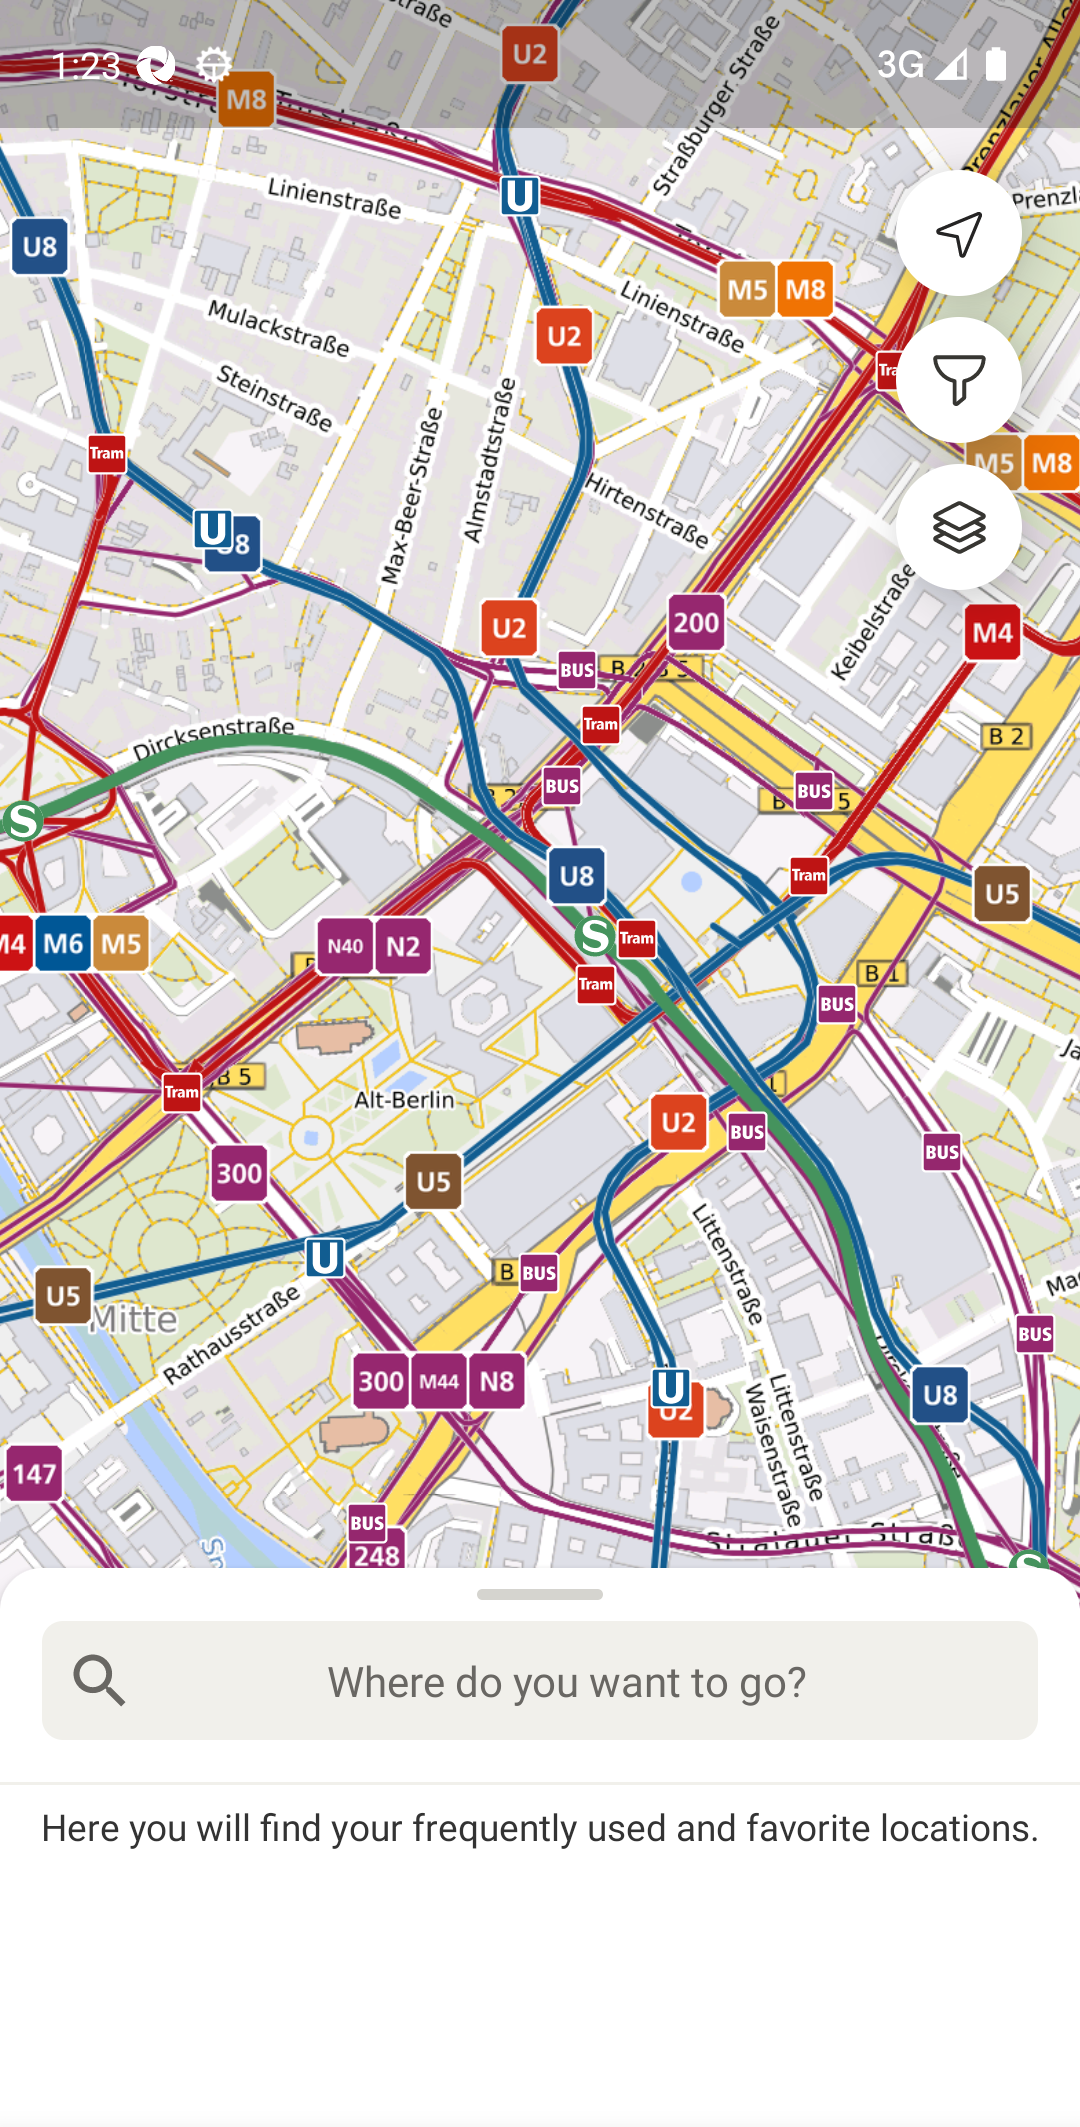 1:23
3G
U2
M8
Straßburger Straße
Linienstraße
U
U8
M5 M8
Linienstraße
Mulackstraße
U2
Steinstraße
Max-Beer-Straße
Almstadtstraße
Tram
M5 M8
Hirtenstraße
U
Keibelstraße
U2
200
M4
BUS
Tram
Dircksenstraße
B 2
BUS
BUS
5
Tram
U8
U5
S
S
Tram
M6 M5
N40 N2
B 1
Tram
BUS
B 5
Tram
Alt-Berlin
U2
BUS
BUS
300
U5
Littenstraße
U
B
BUS
U5
Mitte
Rathausstraße
BUS
300 M44 N8
U
U2
U8
Littenstraße
Waisenstraße
147
BUS
248
Where do you want to go?
Here you will find your frequently used and favorite locations.